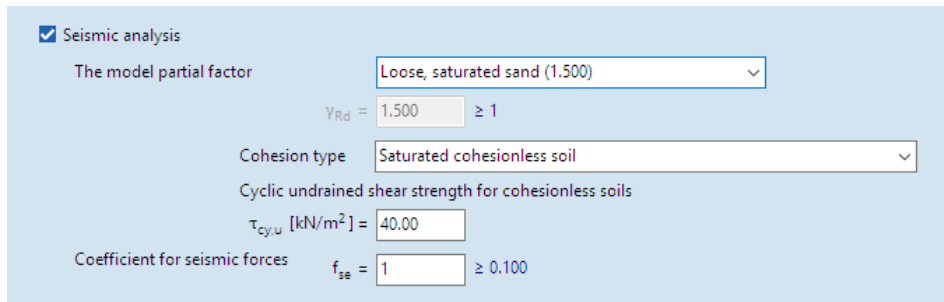 Seismic analysis
The model partial factor Loose, saturated sand (1.500)
γRd = 1.500 ≥ 1
Cohesion type Saturated cohesionless soil
Cyclic undrained shear strength for cohesionless soils
τcy,u [kN/m²] = 40.00
Coefficient for seismic forces fse = 1 ≥ 0.100